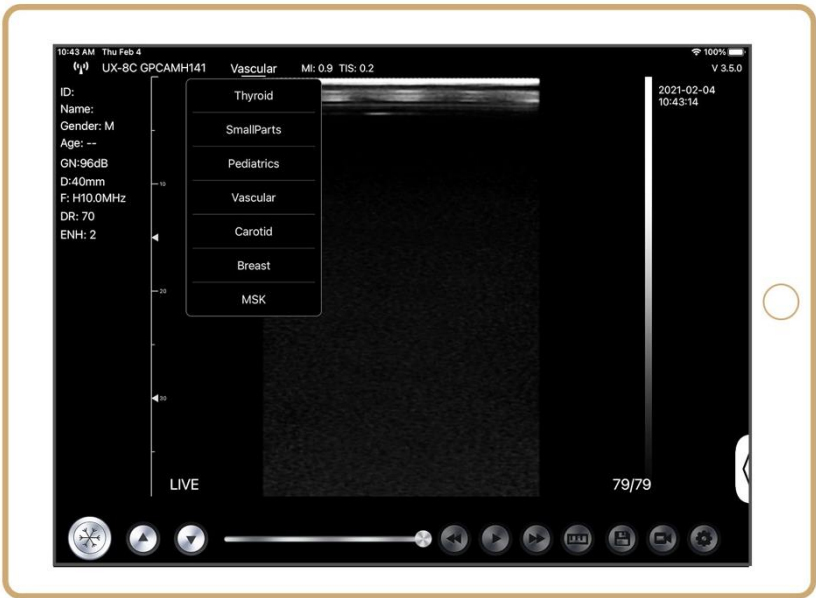 10:43 AM Thu Feb 4
100%
UX-8C GPCAMH141 Vascular MI: 0.9 TIS: 0.2
V 3.5.0
ID:
Name:
Gender: M
Age: --
GN:96dB
D:40mm
F: H10.0MHz
DR: 70
ENH: 2
10
20
30
Thyroid
SmallParts
Pediatrics
Vascular
Carotid
Breast
MSK
2021-02-04
10:43:14
LIVE
79/79